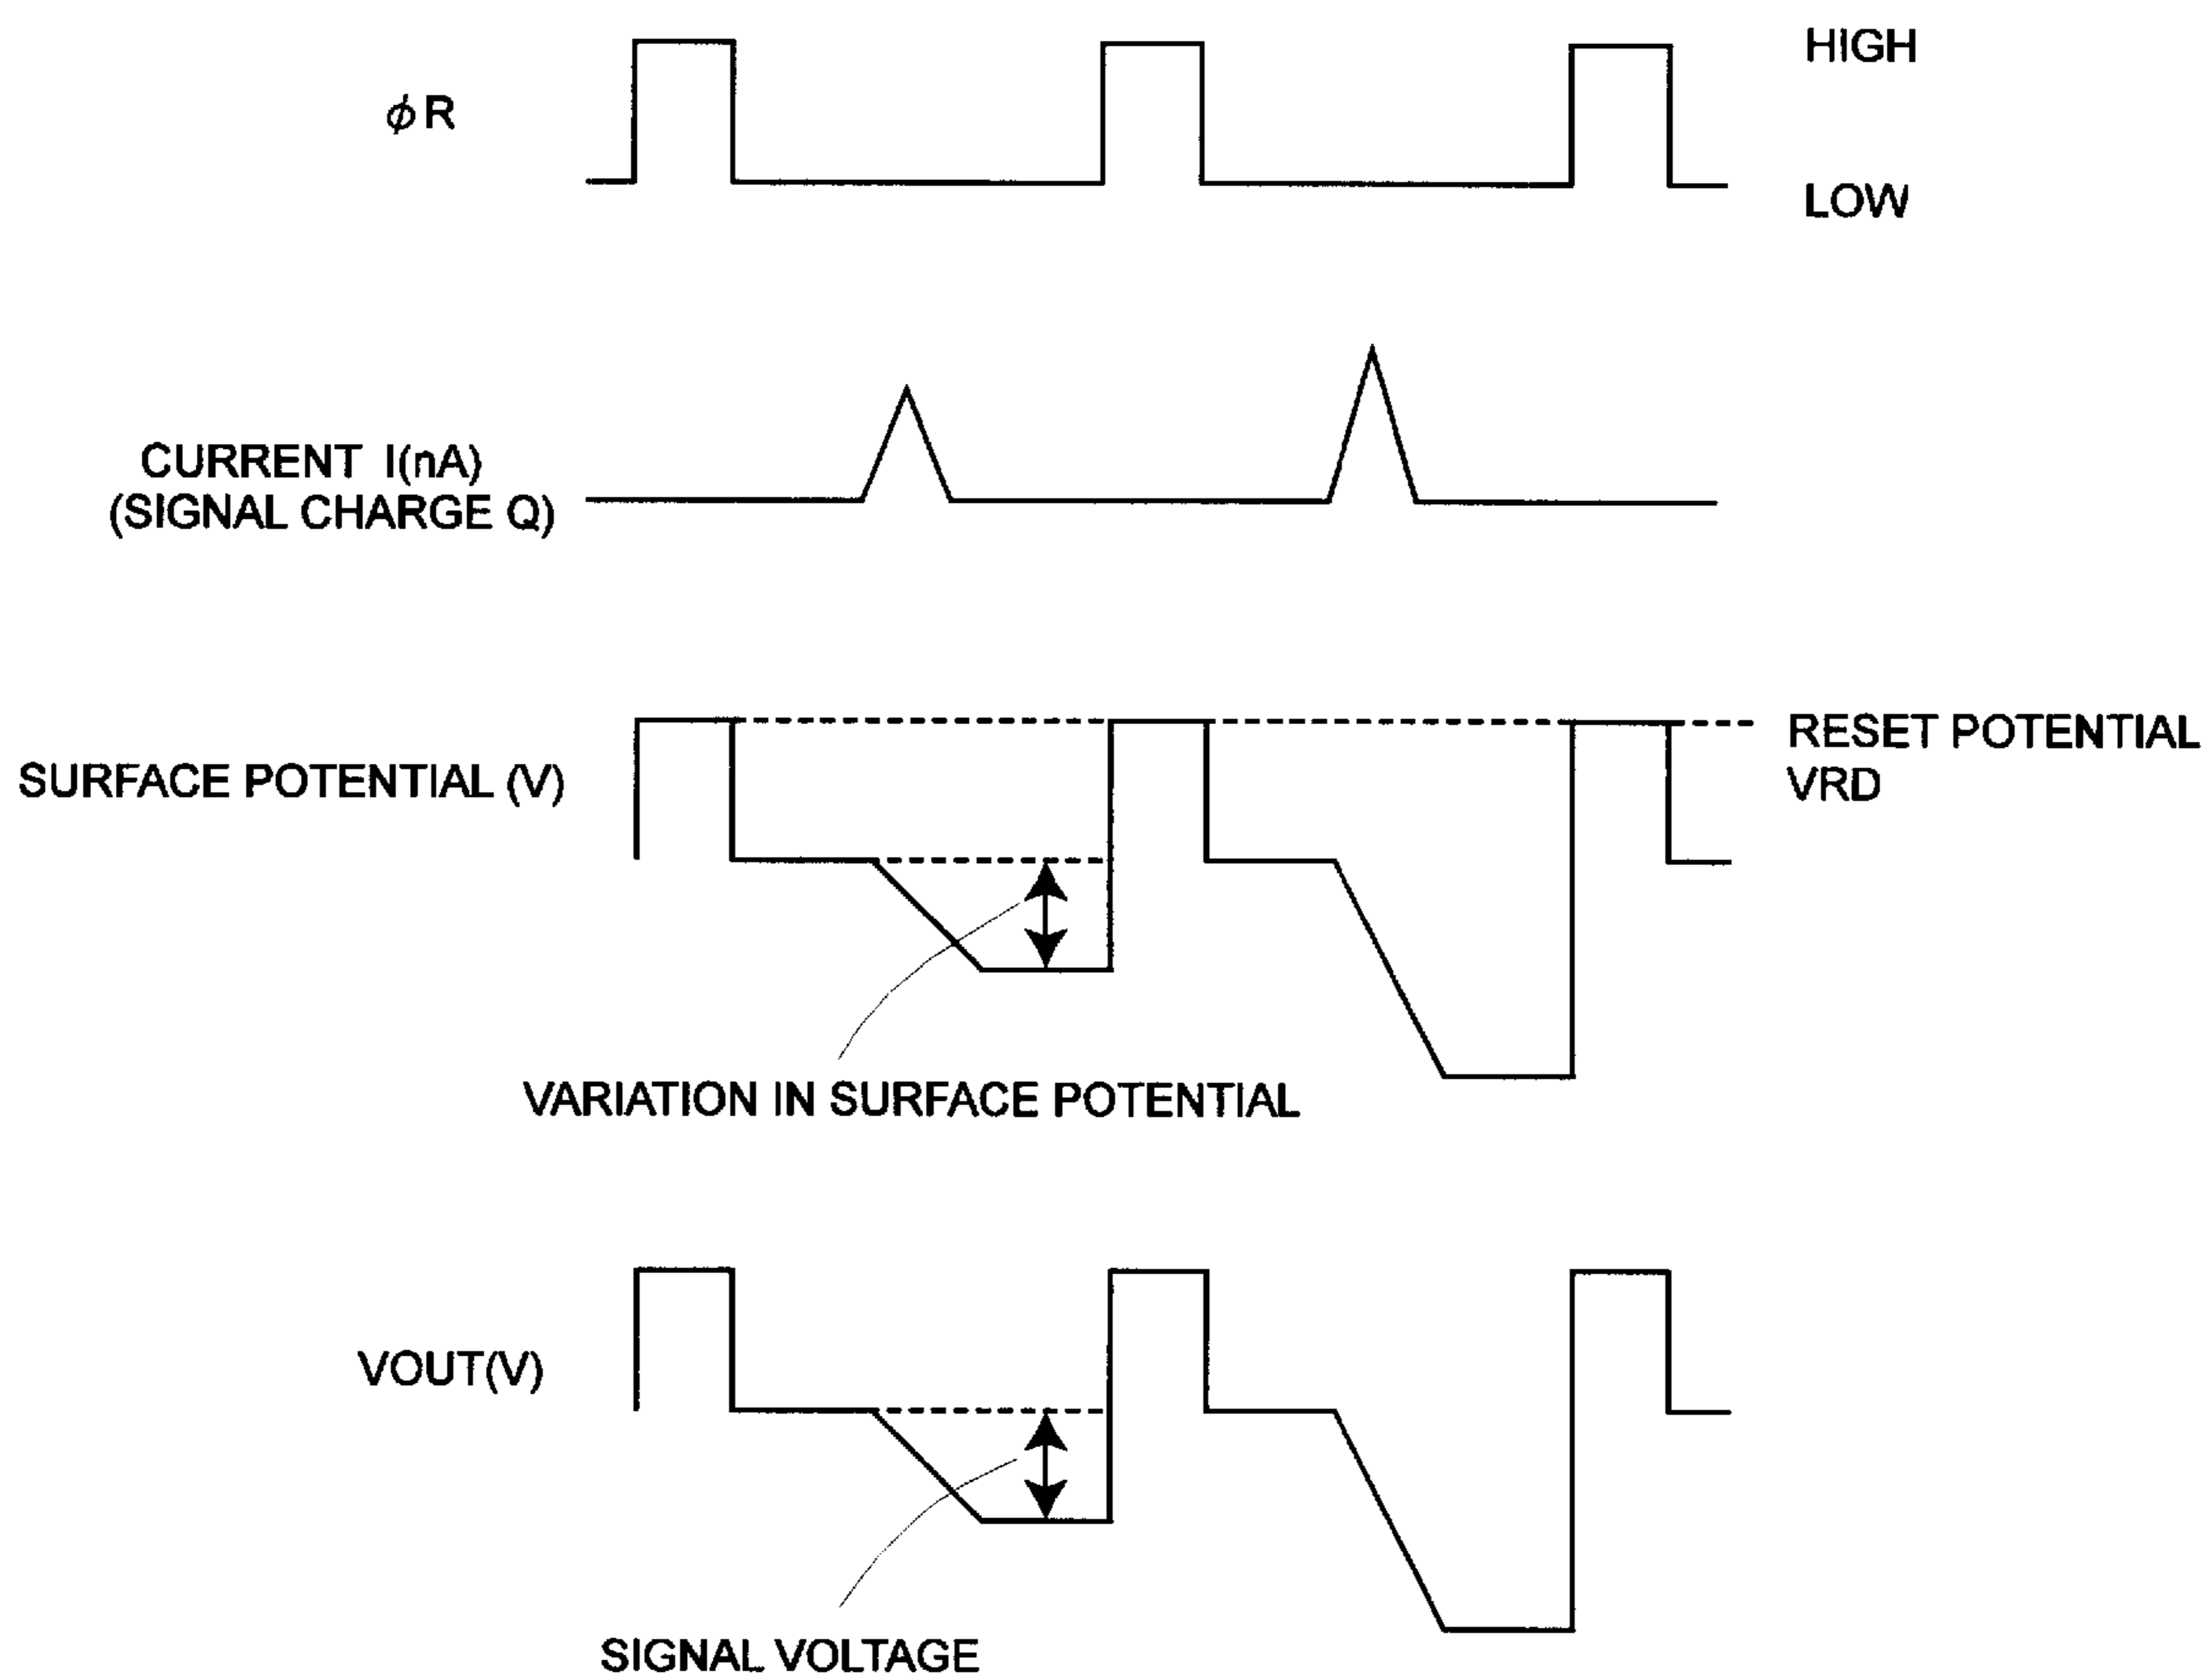 HIGH
φR
LOW
CURRENT I(nA)
(SIGNAL CHARGE Q)
RESET POTENTIAL
VRD
SURFACE POTENTIAL (V)
VARIATION IN SURFACE POTENTIAL
VOUT(V)
SIGNAL VOLTAGE